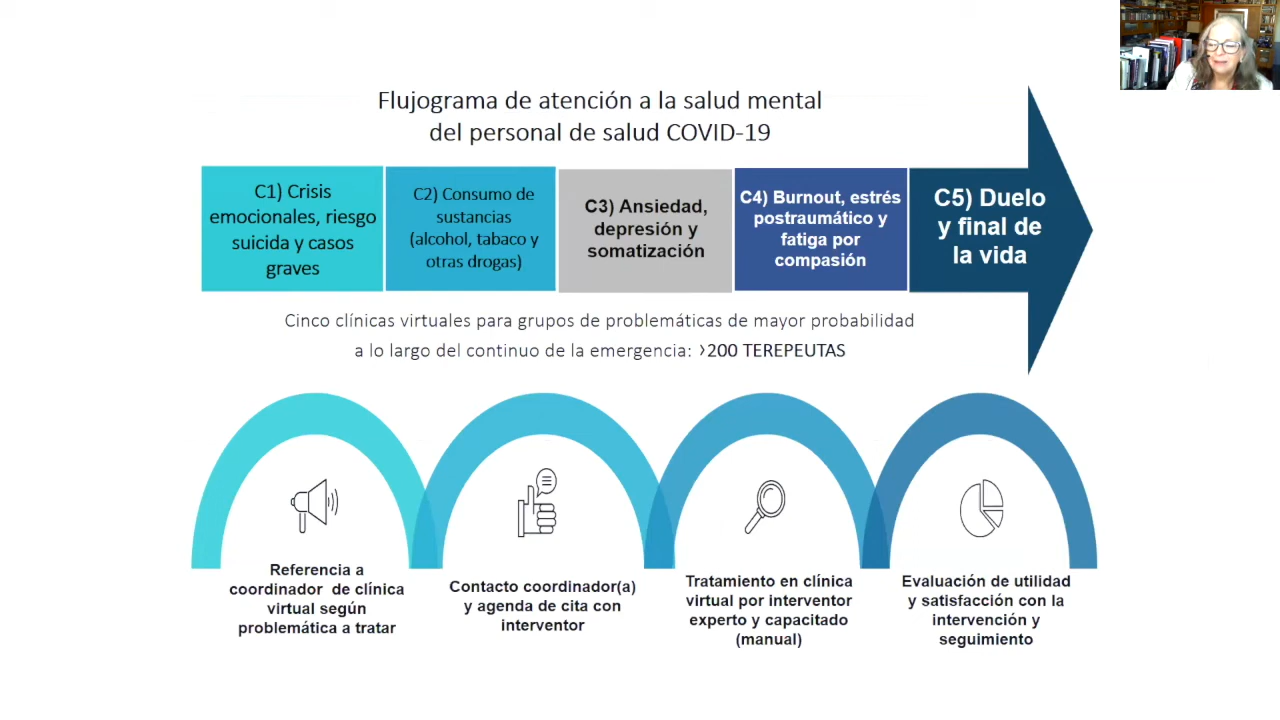 Flujograma de atención a la salud mental
del personal de salud COVID-19
C1) Crisis
emocionales, riesgo
suicida y casos
graves
C2) Consumo de
sustancias
(alcohol, tabaco y
otras drogas)
C3) Ansiedad,
depresión y
somatización
C4) Burnout, estrés
postraumático y
fatiga por
compasión
C5) Duelo
y final de
la vida
Cinco clínicas virtuales para grupos de problemáticas de mayor probabilidad
a lo largo del continuo de la emergencia: >200 TEREPEUTAS
Referencia a
coordinador de clínica
virtual según
problemática a tratar
Contacto coordinador(a)
y agenda de cita con
interventor
Tratamiento en clínica
virtual por interventor
experto y capacitado
(manual)
Evaluación de utilidad
y satisfacción con la
intervención y
seguimiento